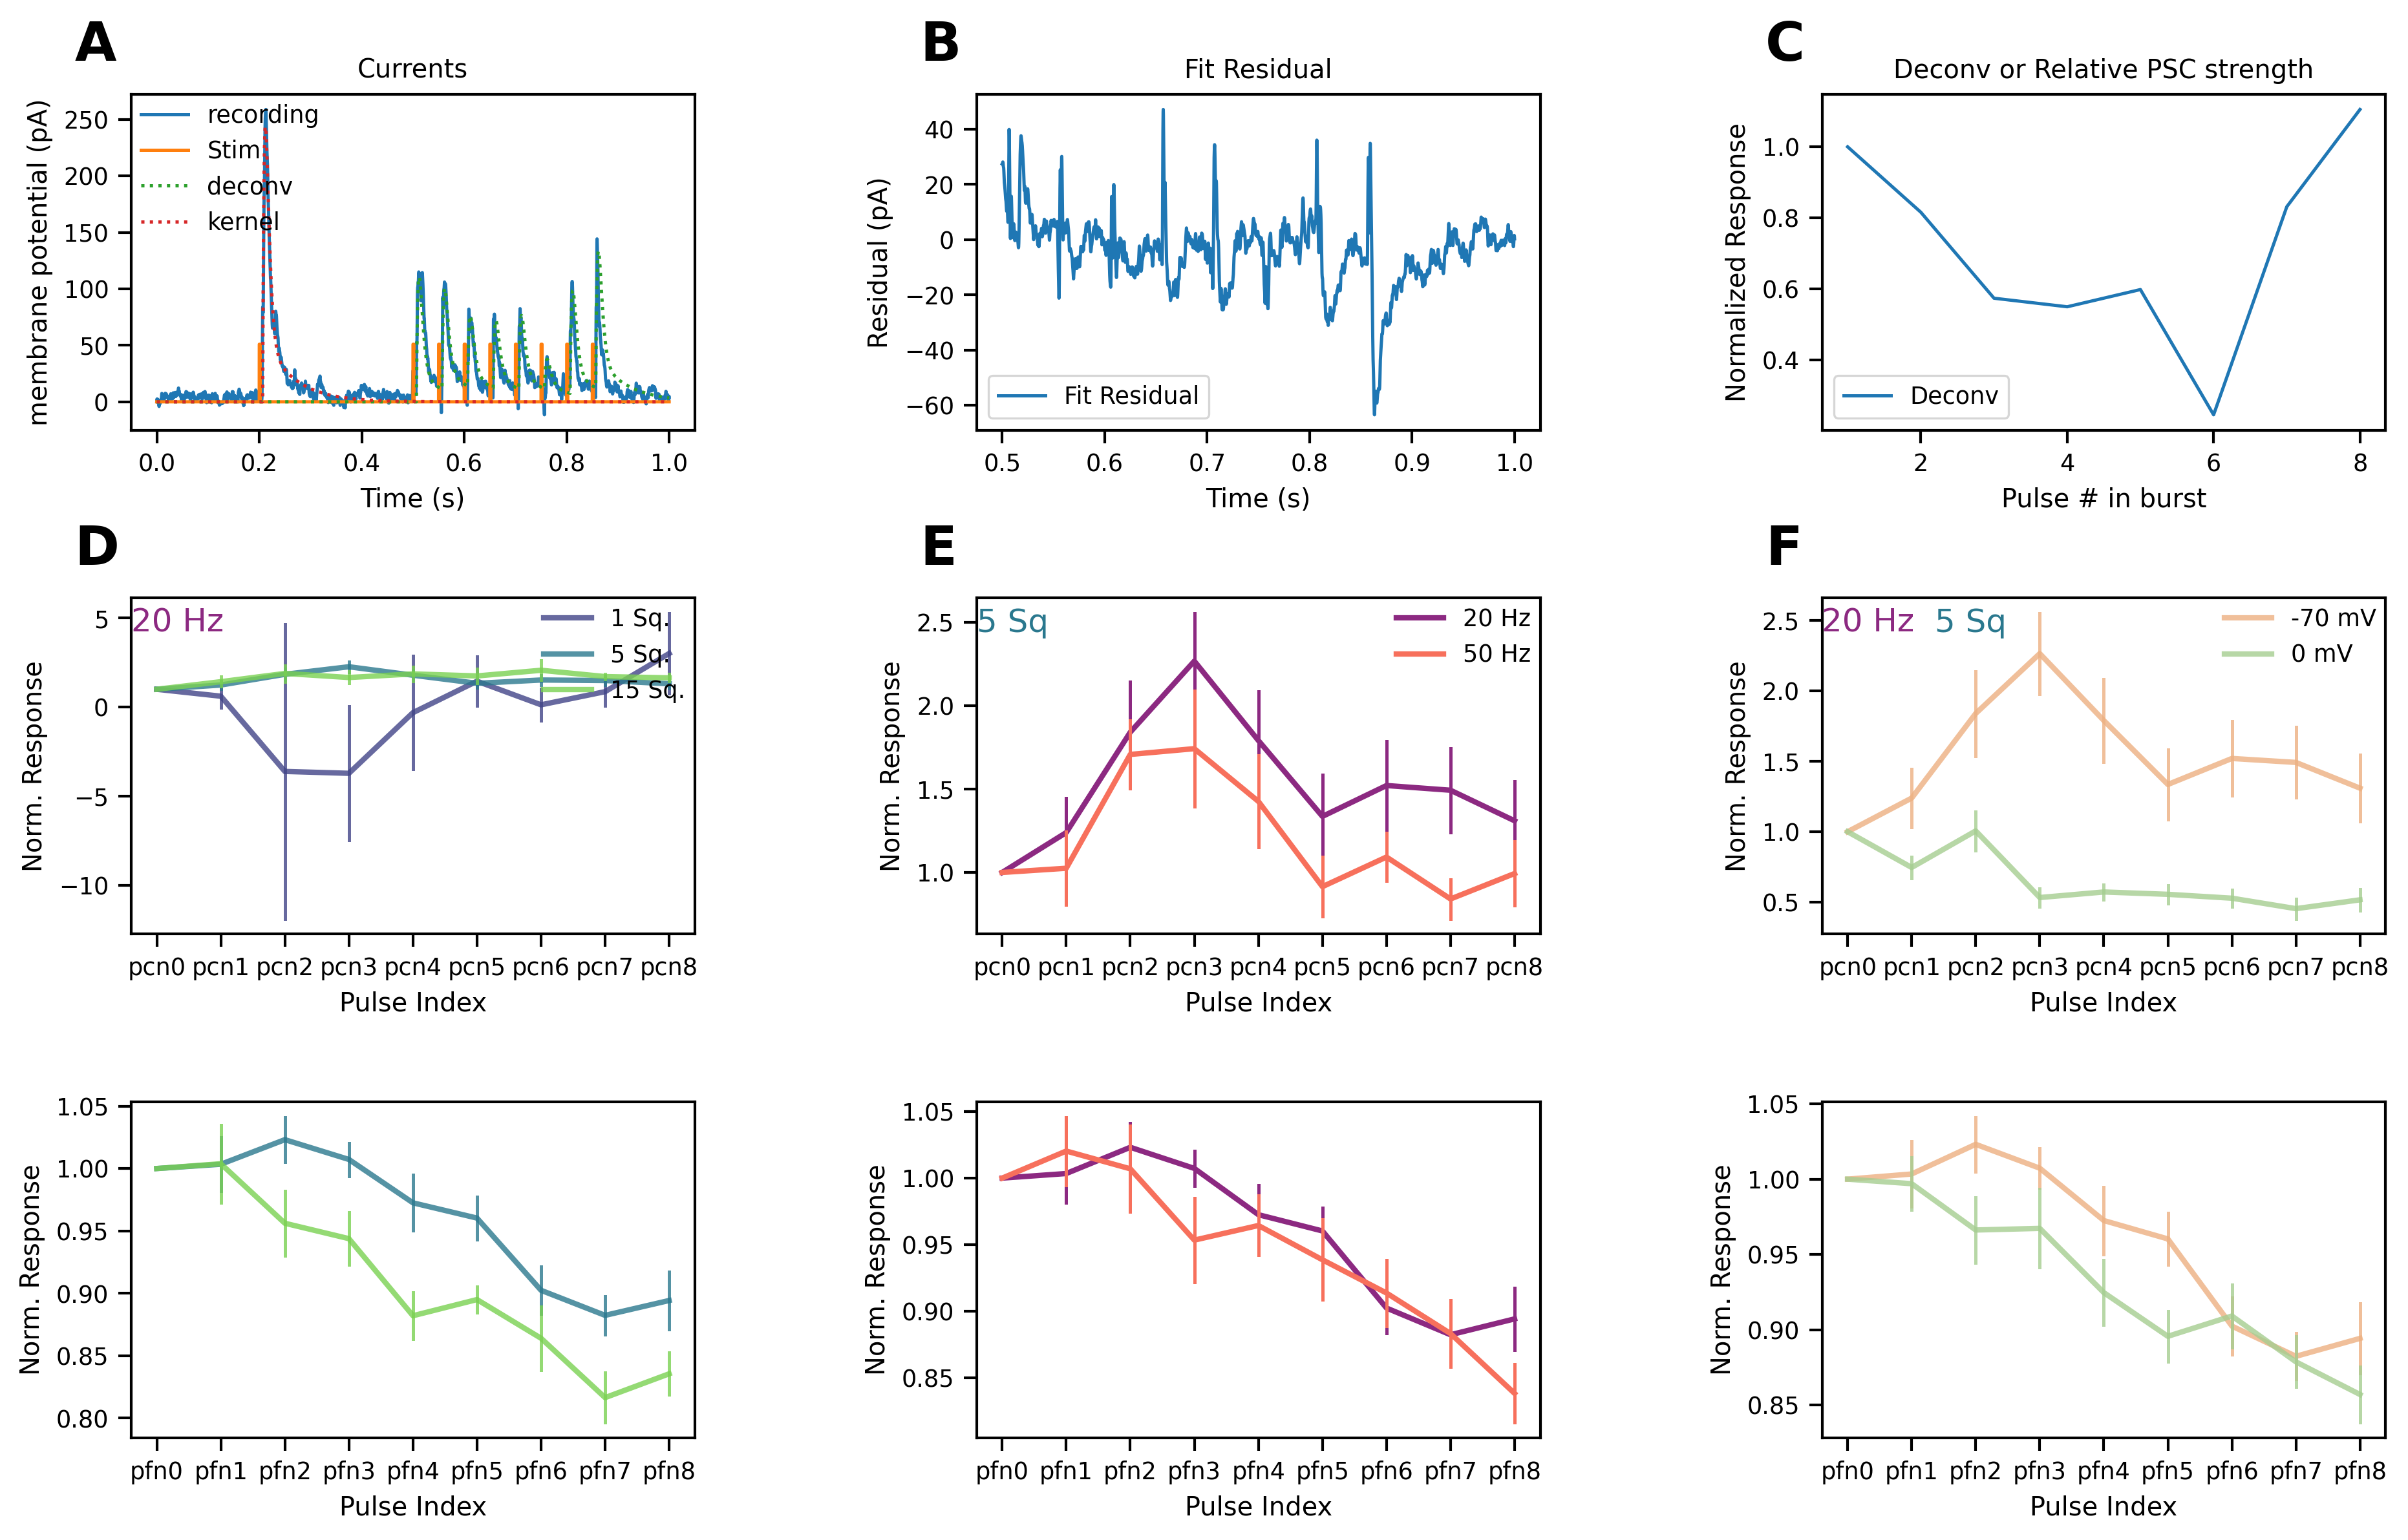 A
B
C
Currents
Fit Residual
Deconv or Relative PSC strength
membrane potential (pA)
250
200
150
100
50
0
recording
Stim
deconv
kernel
0.0 0.2 0.4 0.6 0.8 1.0
Time (s)
Residual (pA)
40
20
0
−20
−40
−60
Fit Residual
0.5 0.6 0.7 0.8 0.9 1.0
Time (s)
Normalized Response
1.0
0.8
0.6
0.4
Deconv
2 4 6 8
Pulse # in burst
D
E
F
Norm. Response
5
0
−5
−10
20 Hz
1 Sq.
5 Sq.
15 Sq.
pcn0 pcn1 pcn2 pcn3 pcn4 pcn5 pcn6 pcn7 pcn8
Pulse Index
Norm. Response
2.5
2.0
1.5
1.0
5 Sq
20 Hz
50 Hz
pcn0 pcn1 pcn2 pcn3 pcn4 pcn5 pcn6 pcn7 pcn8
Pulse Index
Norm. Response
2.5
2.0
1.5
1.0
0.5
20 Hz 5 Sq
-70 mV
0 mV
pcn0 pcn1 pcn2 pcn3 pcn4 pcn5 pcn6 pcn7 pcn8
Pulse Index
Norm. Response
1.05
1.00
0.95
0.90
0.85
0.80
pfn0 pfn1 pfn2 pfn3 pfn4 pfn5 pfn6 pfn7 pfn8
Pulse Index
Norm. Response
1.05
1.00
0.95
0.90
0.85
pfn0 pfn1 pfn2 pfn3 pfn4 pfn5 pfn6 pfn7 pfn8
Pulse Index
Norm. Response
1.05
1.00
0.95
0.90
0.85
pfn0 pfn1 pfn2 pfn3 pfn4 pfn5 pfn6 pfn7 pfn8
Pulse Index